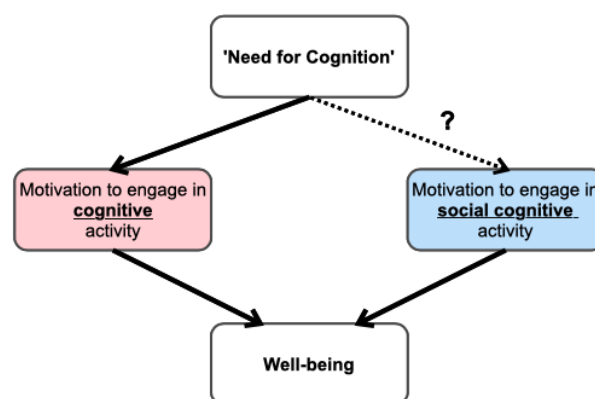 'Need for Cognition'
?
Motivation to engage in
cognitive
activity
Motivation to engage in
social cognitive
activity
Well-being